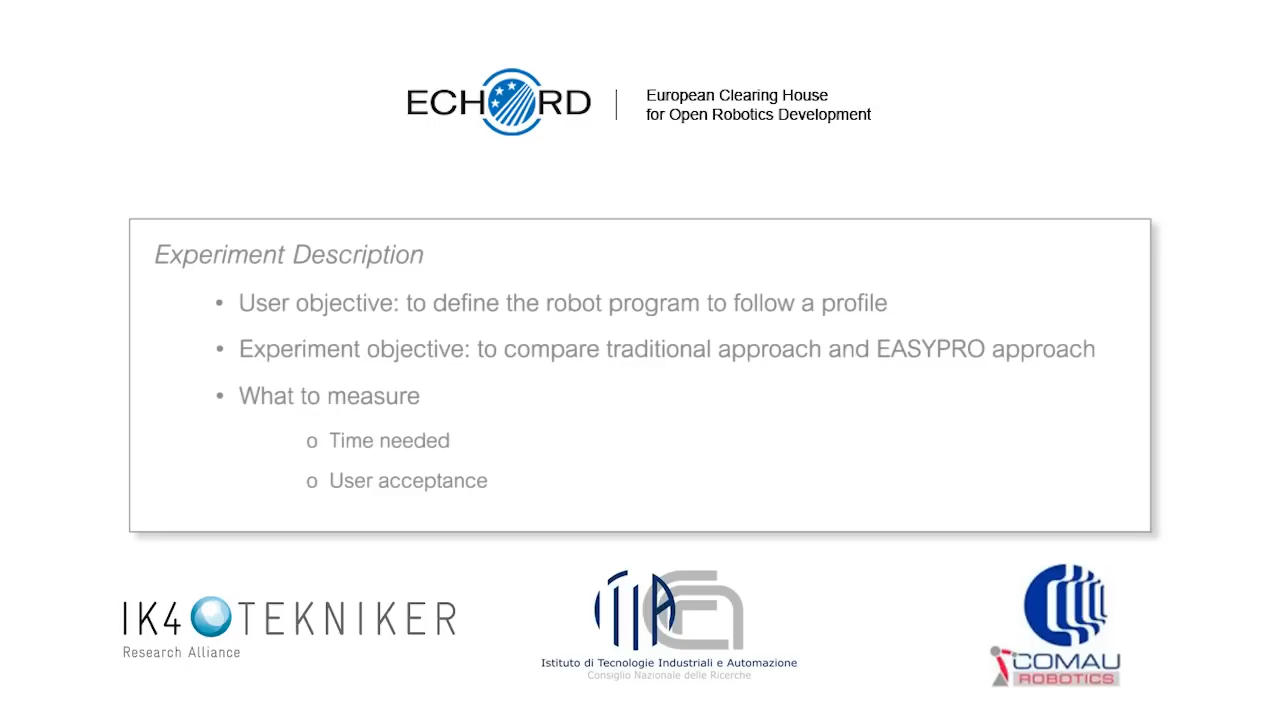 ECHORD
European Clearing House
for Open Robotics Development
Experiment Description
• User objective: to define the robot program to follow a profile
• Experiment objective: to compare traditional approach and EASYPRO approach
• What to measure
o Time needed
o User acceptance
IK4 TEKNIKER
Research Alliance
ITIA
Istituto di Tecnologie Industriali e Automazione
Consiglio Nazionale delle Ricerche
COMAU
ROBOTICS